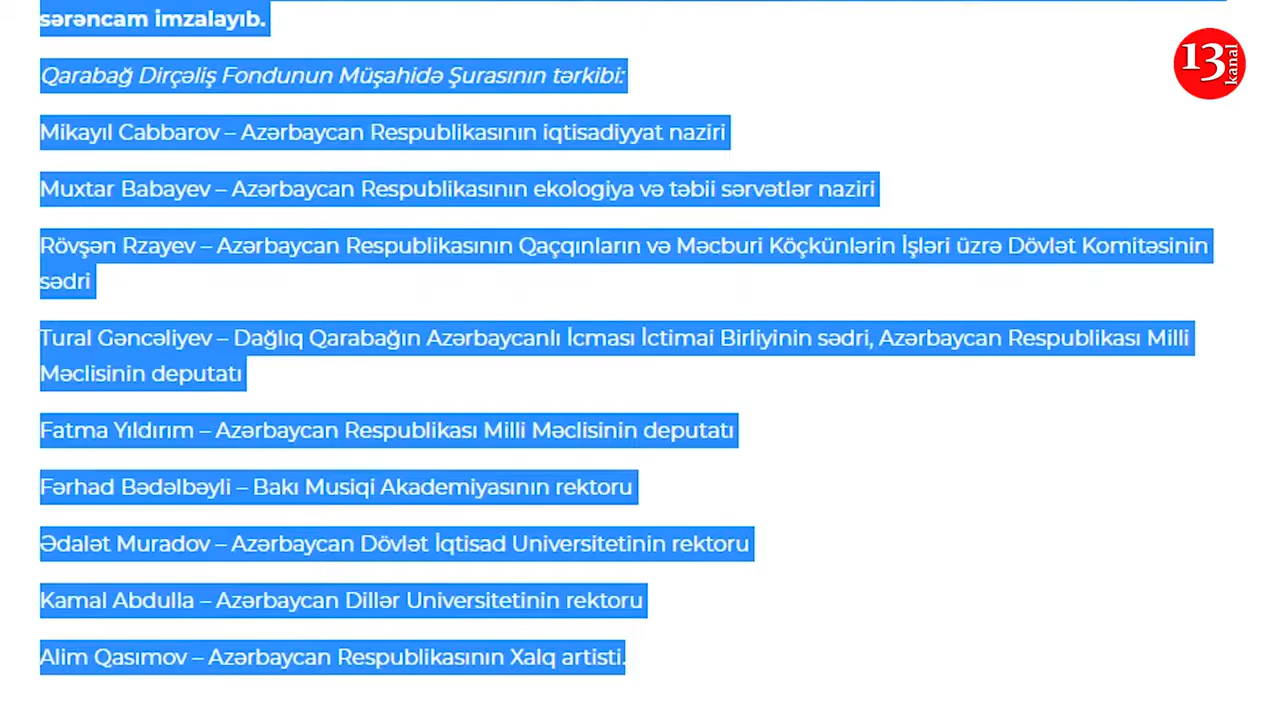 sərəncam imzalayıb.
13
kanal
Qarabağ Dirçəliş Fondunun Müşahidə Şurasının tərkibi:
Mikayıl Cabbarov – Azərbaycan Respublikasının iqtisadiyyat naziri
Muxtar Babayev – Azərbaycan Respublikasının ekologiya və təbii sərvətlər naziri
Rövşən Rzayev – Azərbaycan Respublikasının Qaçqınların və Məcburi Köçkünlərin İşləri üzrə Dövlət Komitəsinin
sədri
Tural Gəncəliyev – Dağlıq Qarabağın Azərbaycanlı İcması İctimai Birliyinin sədri, Azərbaycan Respublikası Milli
Məclisinin deputatı
Fatma Yıldırım – Azərbaycan Respublikası Milli Məclisinin deputatı
Fərhad Bədəlbəyli – Bakı Musiqi Akademiyasının rektoru
Ədalət Muradov – Azərbaycan Dövlət İqtisad Universitetinin rektoru
Kamal Abdulla – Azərbaycan Dillər Universitetinin rektoru
Alim Qasımov – Azərbaycan Respublikasının Xalq artisti.